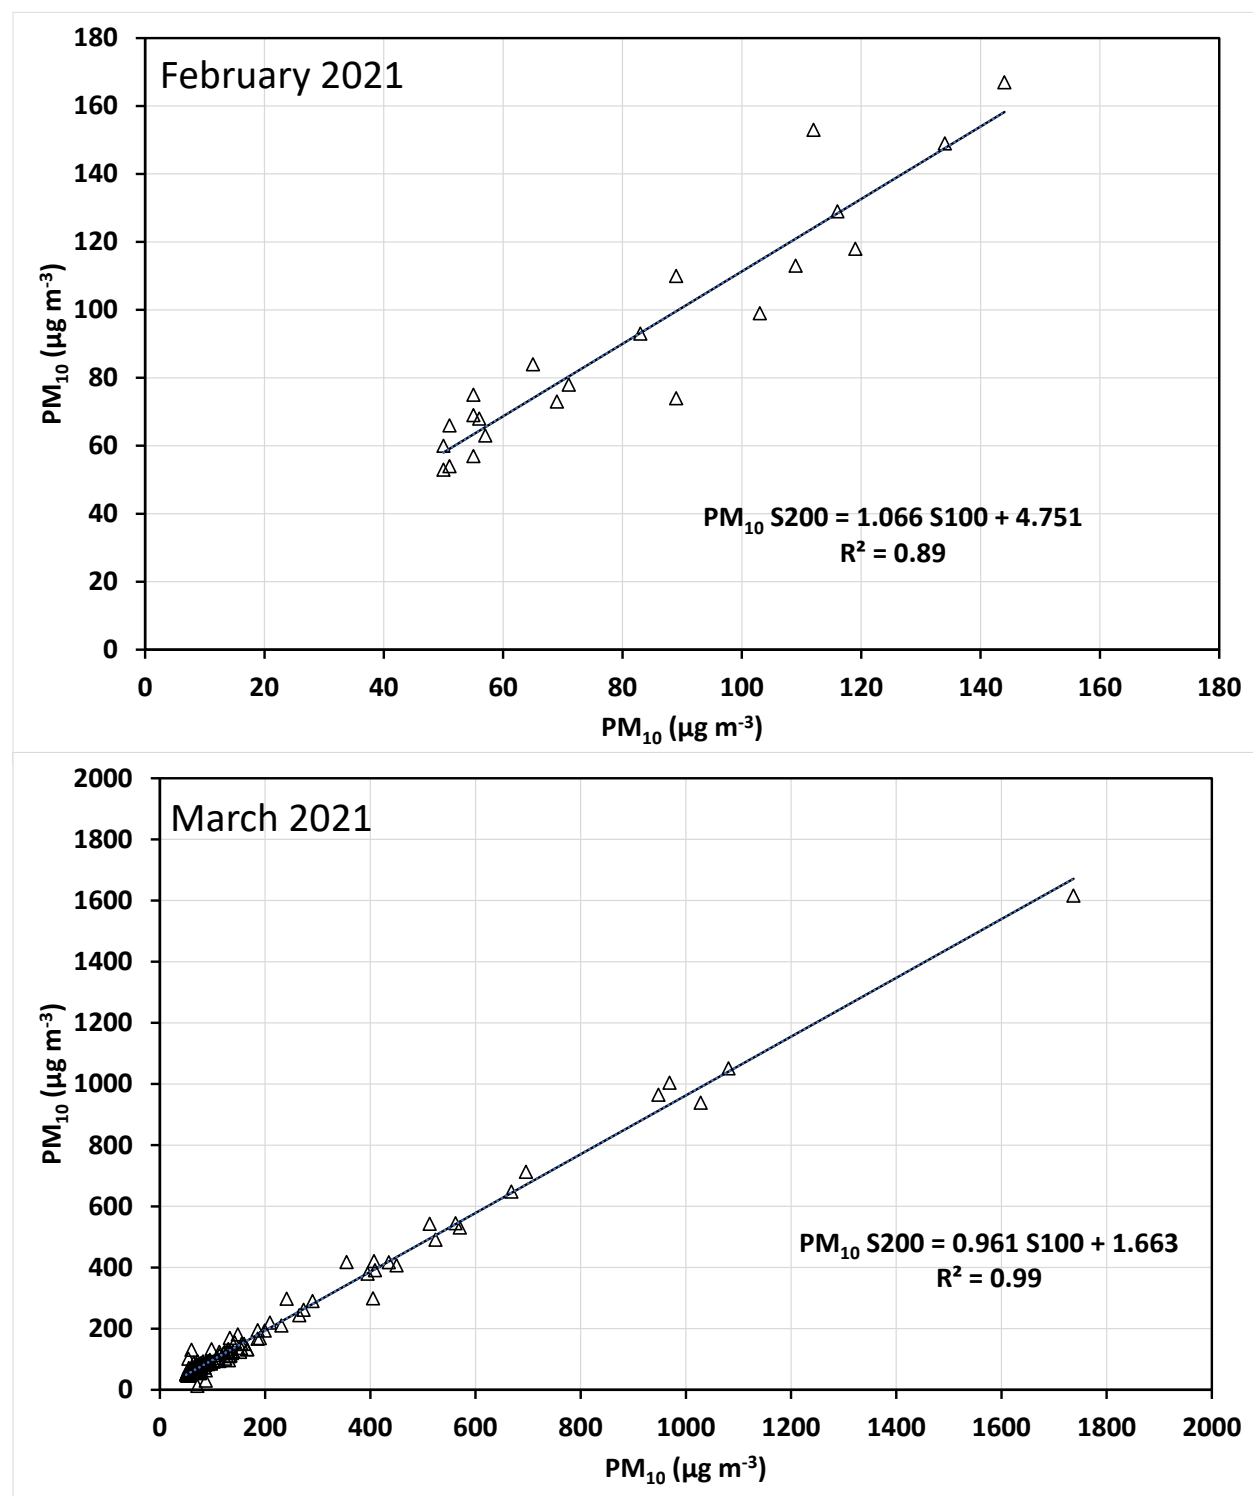 180
160
140
120
100
80
60
40
20
0
PM₁₀ (µg m⁻³)
February 2021
PM₁₀ S200 = 1.066 S100 + 4.751
R² = 0.89
0 20 40 60 80 100 120 140 160 180
PM₁₀ (µg m⁻³)
2000
1800
1600
1400
1200
1000
800
600
400
200
0
PM₁₀ (µg m⁻³)
March 2021
PM₁₀ S200 = 0.961 S100 + 1.663
R² = 0.99
0 200 400 600 800 1000 1200 1400 1600 1800 2000
PM₁₀ (µg m⁻³)